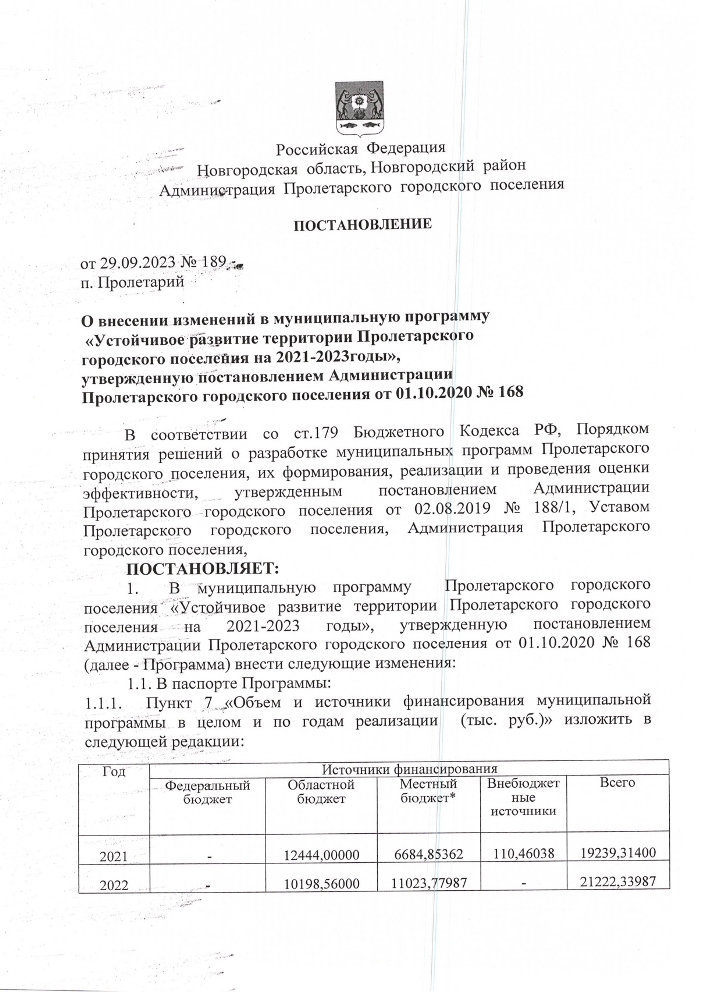 Российская Федерация
Новгородская область, Новгородский район
Администрация Пролетарского городского поселения
ПОСТАНОВЛЕНИЕ
от 29.09.2023 № 189
п. Пролетарий
О внесении изменений в муниципальную программу
«Устойчивое развитие территории Пролетарского
городского поселения на 2021-2023годы»,
утвержденную постановлением Администрации
Пролетарского городского поселения от 01.10.2020 № 168
В соответствии со ст.179 Бюджетного Кодекса РФ, Порядком
принятия решений о разработке муниципальных программ Пролетарского
городского поселения, их формирования, реализации и проведения оценки
эффективности, утвержденным постановлением Администрации
Пролетарского городского поселения от 02.08.2019 № 188/1, Уставом
Пролетарского городского поселения, Администрация Пролетарского
городского поселения,
ПОСТАНОВЛЯЕТ:
1. В муниципальную программу Пролетарского городского
поселения «Устойчивое развитие территории Пролетарского городского
поселения на 2021-2023 годы», утвержденную постановлением
Администрации Пролетарского городского поселения от 01.10.2020 № 168
(далее - Программа) внести следующие изменения:
1.1. В паспорте Программы:
1.1.1. Пункт 7 «Объем и источники финансирования муниципальной
программы в целом и по годам реализации (тыс. руб.)» изложить в
следующей редакции:
Год Источники финансирования
Федеральный бюджет Областной бюджет Местный бюджет* Внебюджет ные источники Всего
2021 - 12444,00000 6684,85362 110,46038 19239,31400
2022 - 10198,56000 11023,77987 - 21222,33987